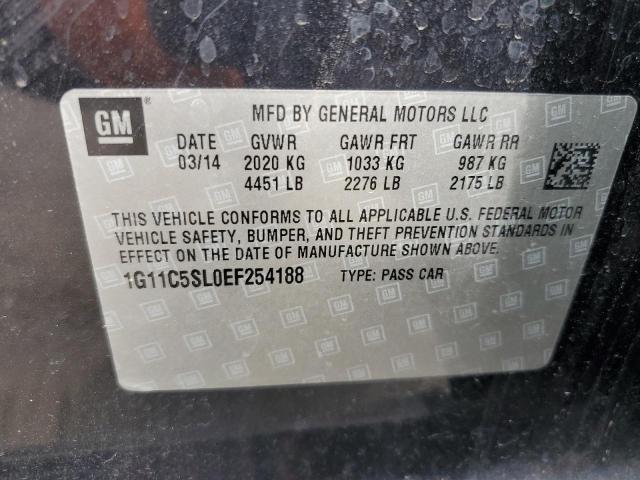 GM® MFD BY GENERAL MOTORS LLC
DATE GVWR GAWR FRT GAWR RR
03/14 2020 KG 1033 KG 987 KG
4451 LB 2276 LB 2175 LB
THIS VEHICLE CONFORMS TO ALL APPLICABLE U.S. FEDERAL MOTOR
VEHICLE SAFETY, BUMPER, AND THEFT PREVENTION STANDARDS IN
EFFECT ON THE DATE OF MANUFACTURE SHOWN ABOVE.
1G11C5SL0EF254188 TYPE: PASS CAR